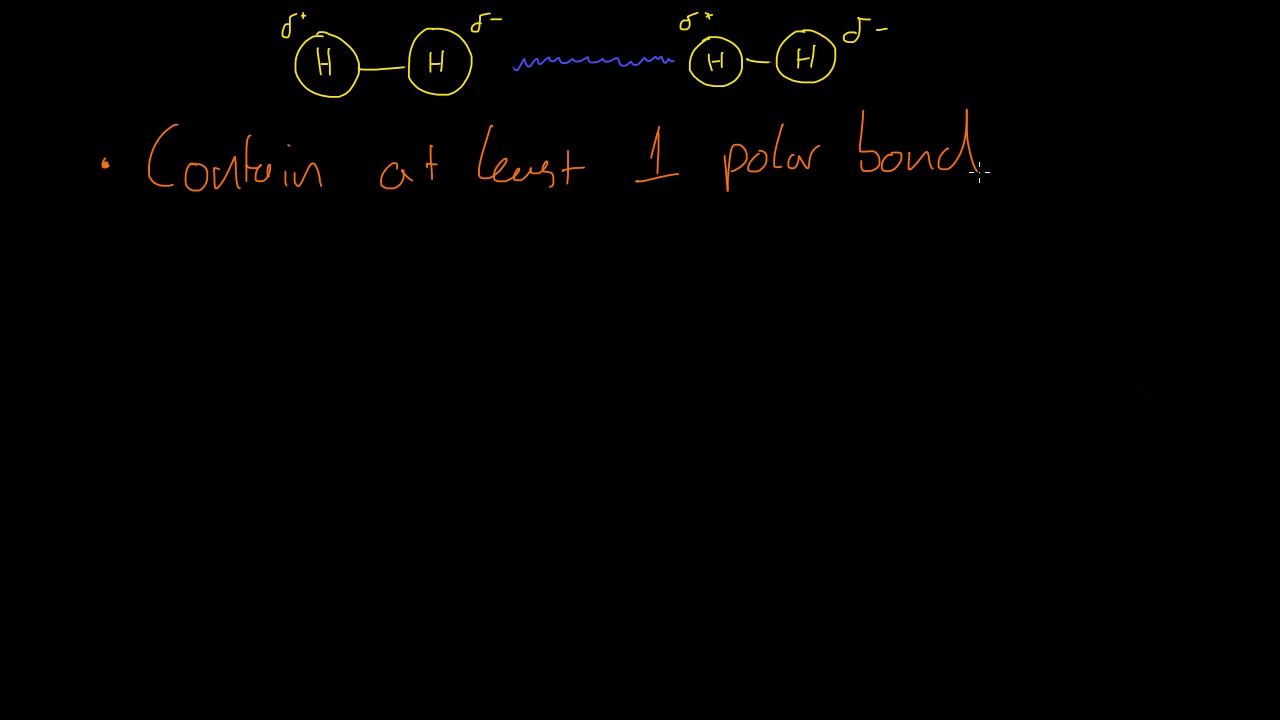 δ+ H H δ- δ+ H H δ-
• Contain at least 1 polar bond